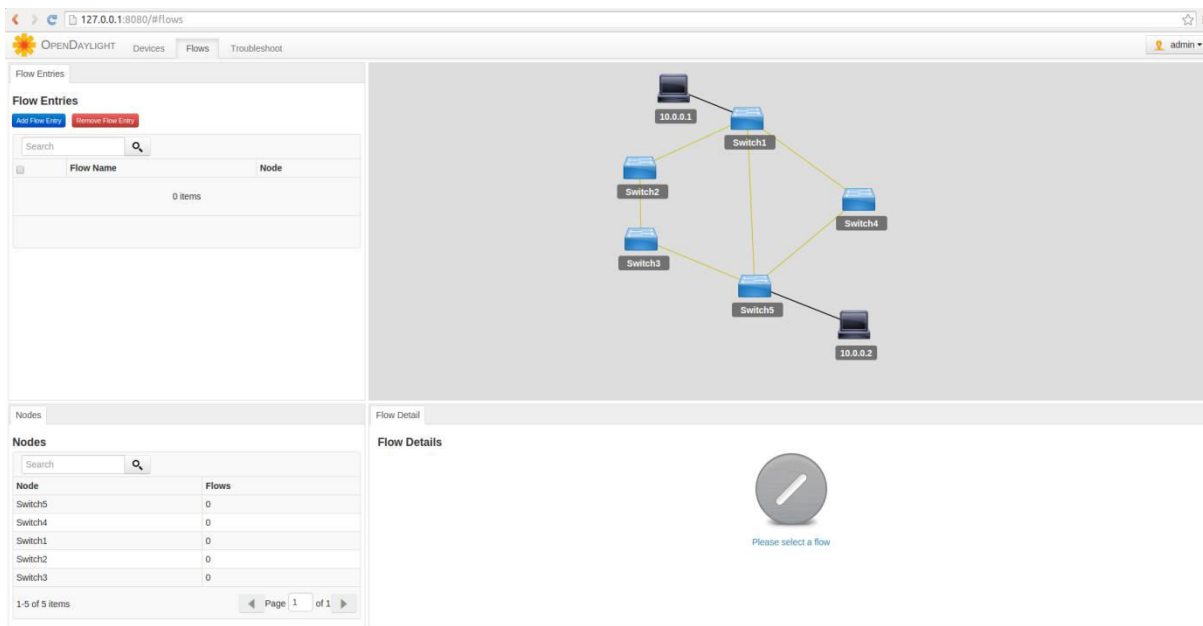 127.0.0.1:8080/#flows
OPENDAYLIGHT Devices Flows Troubleshoot admin
Flow Entries
Flow Entries
Add Flow Entry Remove Flow Entry
Search
Flow Name Node
0 items
10.0.0.1
Switch1
Switch2
Switch4
Switch3
Switch5
10.0.0.2
Nodes
Nodes
Search
Node Flows
Switch5 0
Switch4 0
Switch1 0
Switch2 0
Switch3 0
1-5 of 5 items Page 1 of 1
Flow Detail
Flow Details
Please select a flow